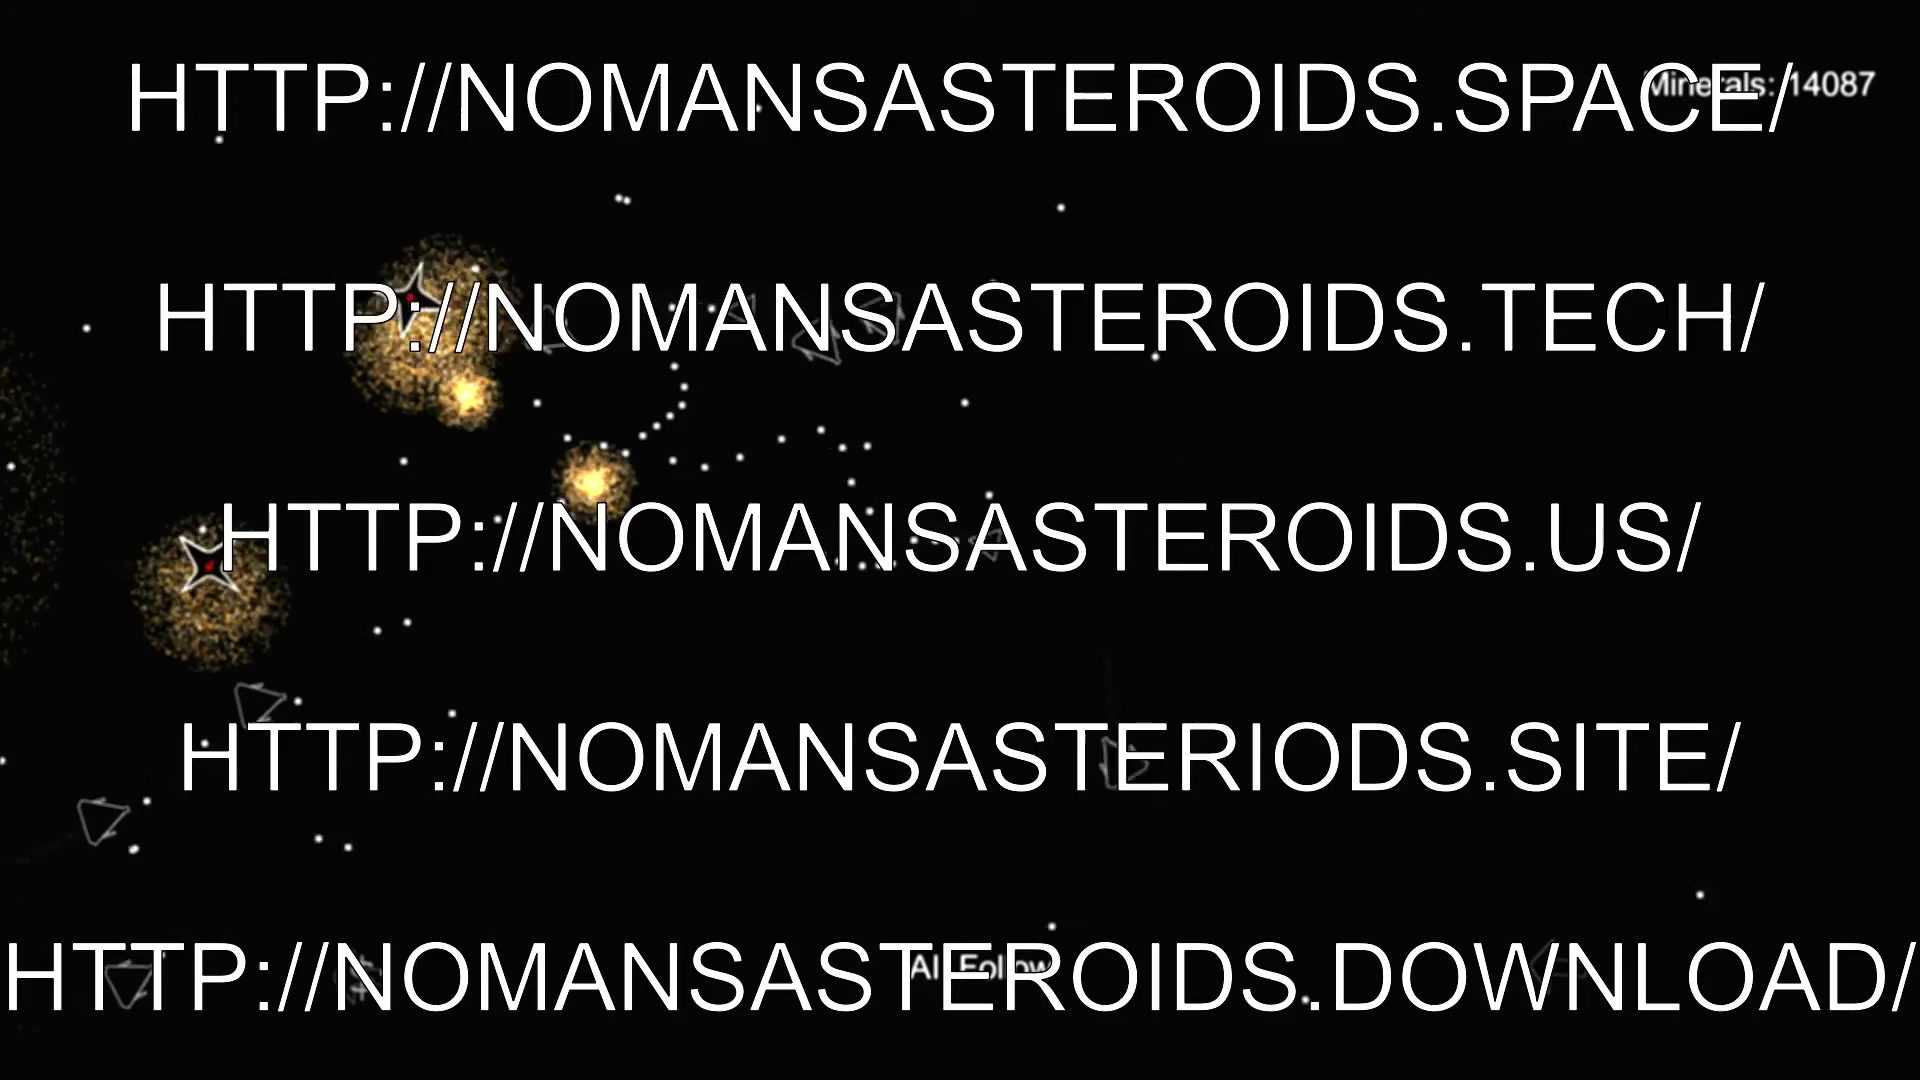 HTTP://NOMANSASTEROIDS.SPACE/
Minerals: 14087
HTTP://NOMANSASTEROIDS.TECH/
HTTP://NOMANSASTEROIDS.US/
HTTP://NOMANSASTERIODS.SITE/
All Follow
HTTP://NOMANSASTEROIDS.DOWNLOAD/